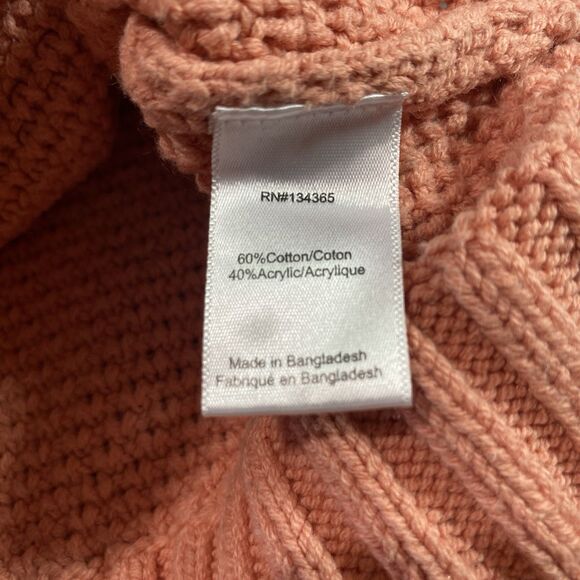 RN#134365
60%Cotton/Coton
40%Acrylic/Acrylique
Made in Bangladesh
Fabriqué en Bangladesh